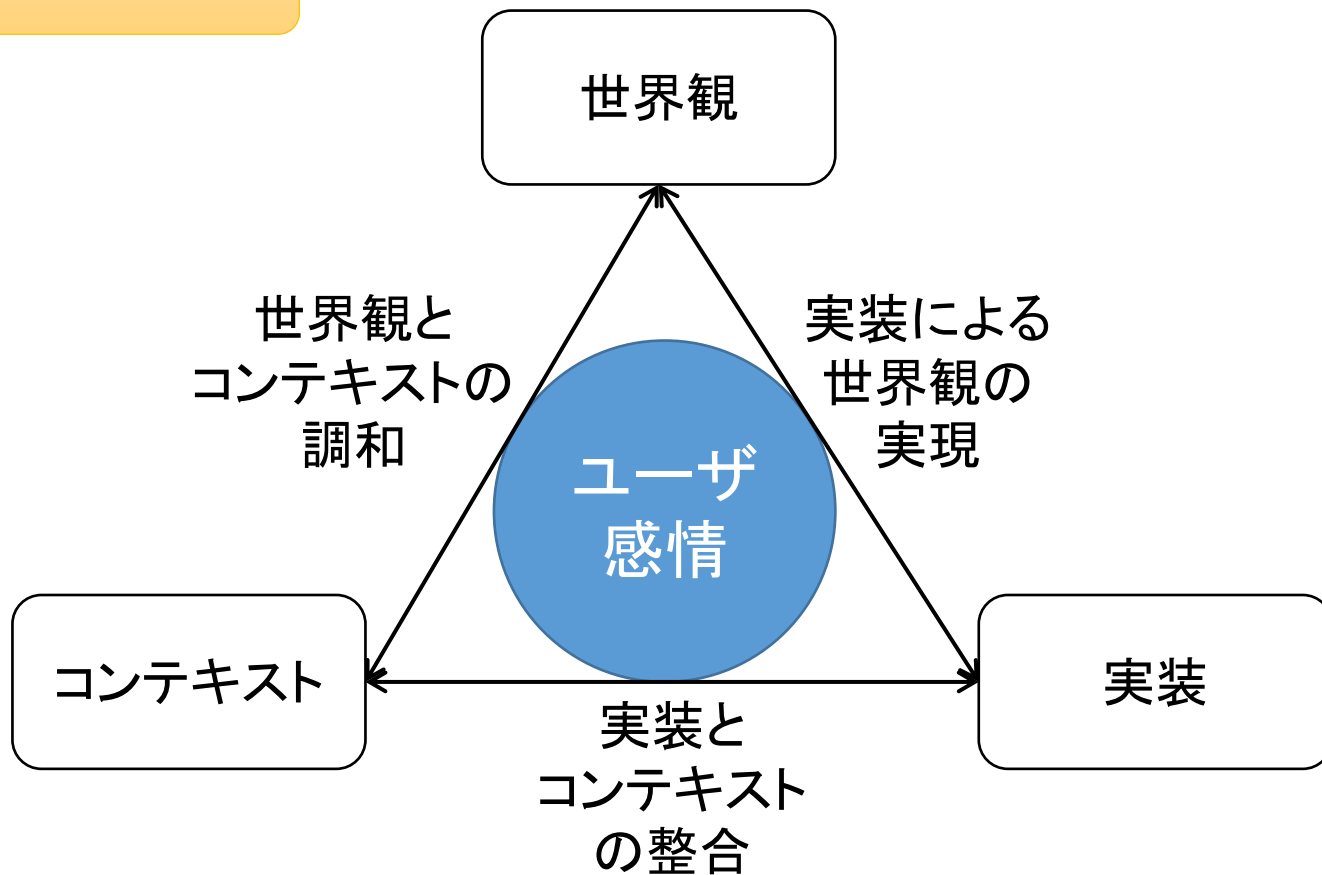 世界観
世界観と
コンテキストの
調和
実装による
世界観の
実現
ユーザ
感情
コンテキスト
実装
実装と
コンテキスト
の整合